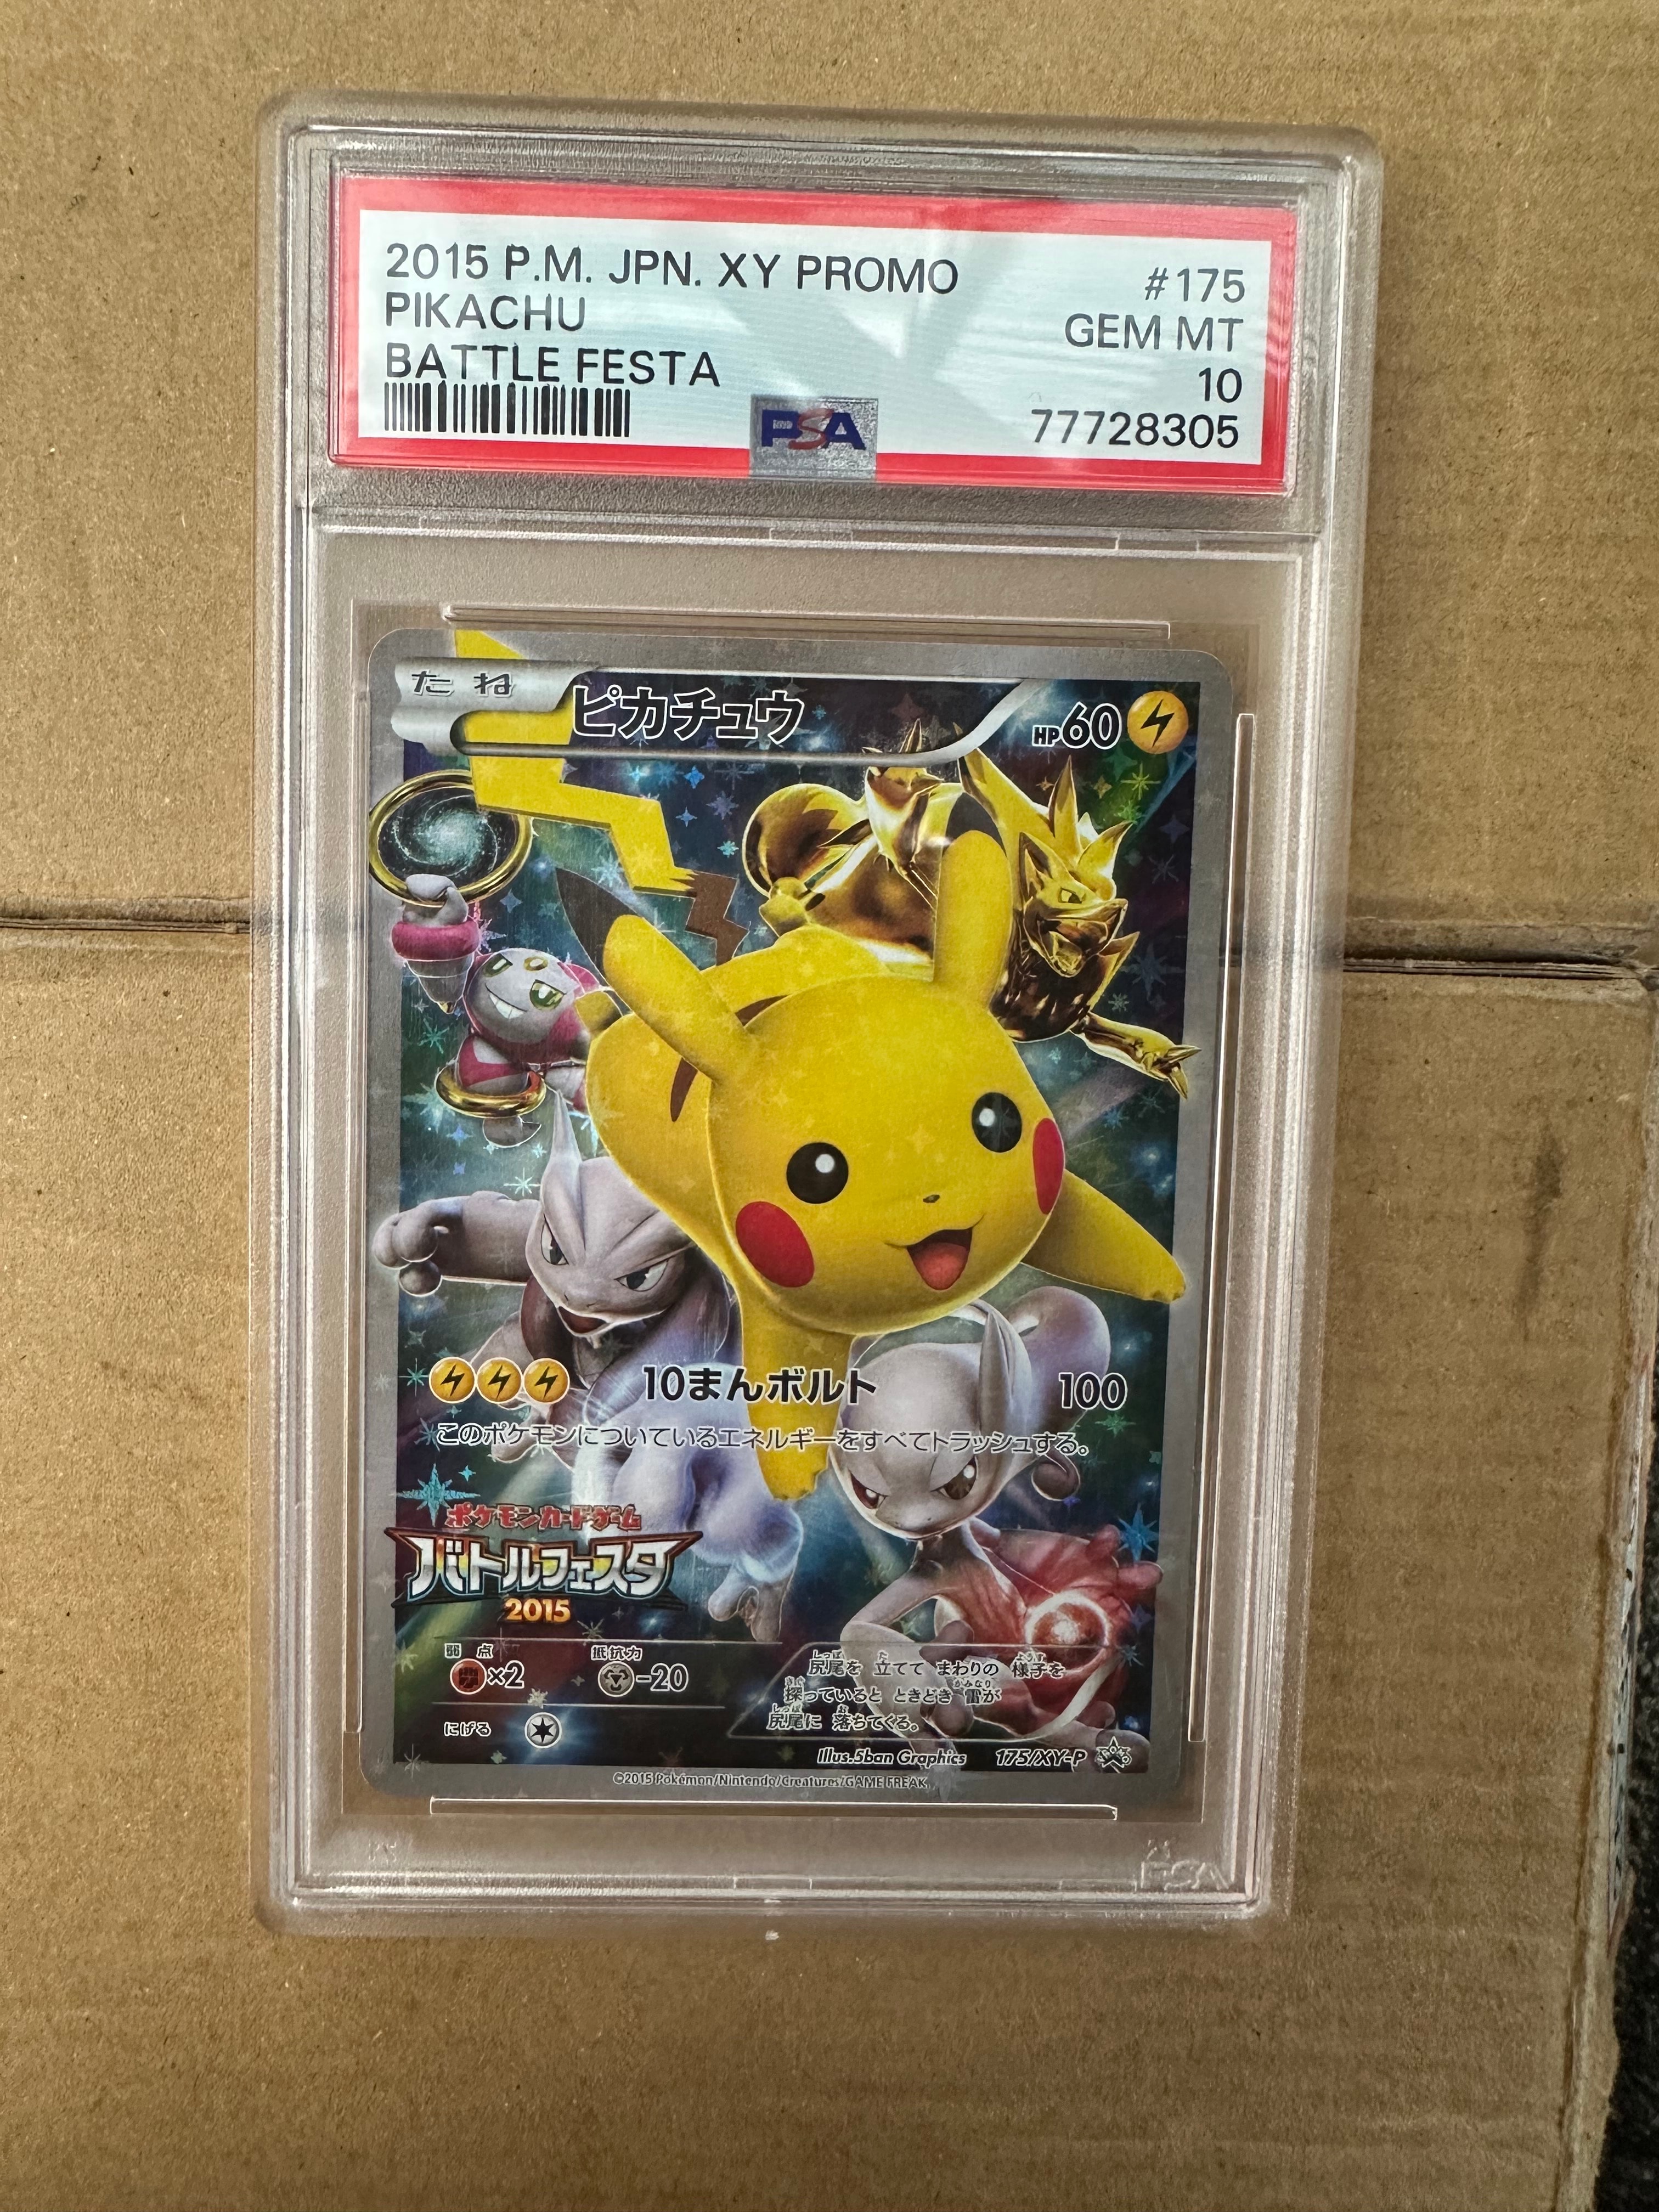 2015 P.M. JPN. XY PROMO #175
PIKACHU GEM MT
BATTLE FESTA 10
PSA 77728305
たね ピカチュウ HP60
10まんボルト 100
このポケモンについているエネルギーをすべてトラッシュする。
ポケモンカードゲーム
バトルフェスタ
2015
弱点 抵抗力
×2 -20
にげる
尻尾を 立てて まわりの 様子を
探っていると ときどき 雷が
尻尾に 落ちてくる。
Illus.5ban Graphics 175/XY-P
©2015 Pokémon/Nintendo/Creatures/GAME FREAK.
PSA